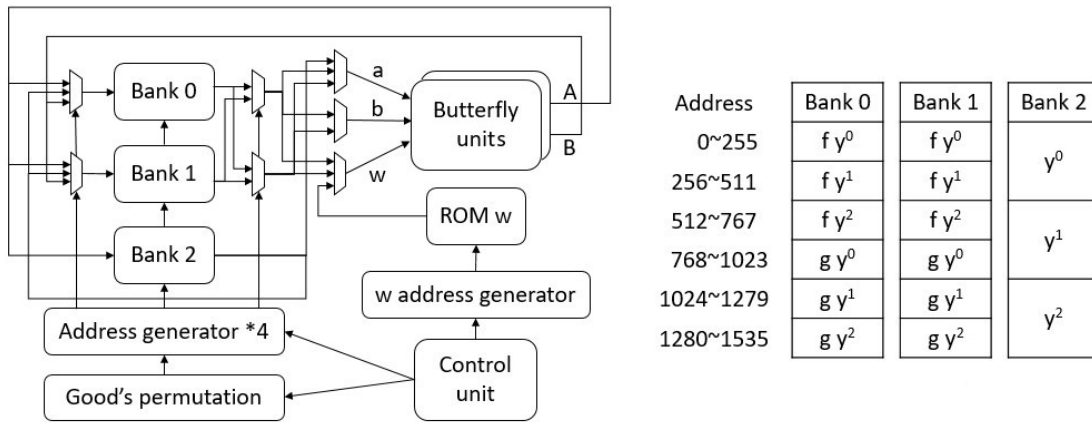 Bank 0
Bank 1
Bank 2
a
b
w
Butterfly
units
A
B
ROM w
w address generator
Address generator *4
Good's permutation
Control
unit
Address Bank 0 Bank 1 Bank 2
0~255 f y⁰ f y⁰ y⁰
256~511 f y¹ f y¹
512~767 f y² f y² y¹
768~1023 g y⁰ g y⁰
1024~1279 g y¹ g y¹ y²
1280~1535 g y² g y²